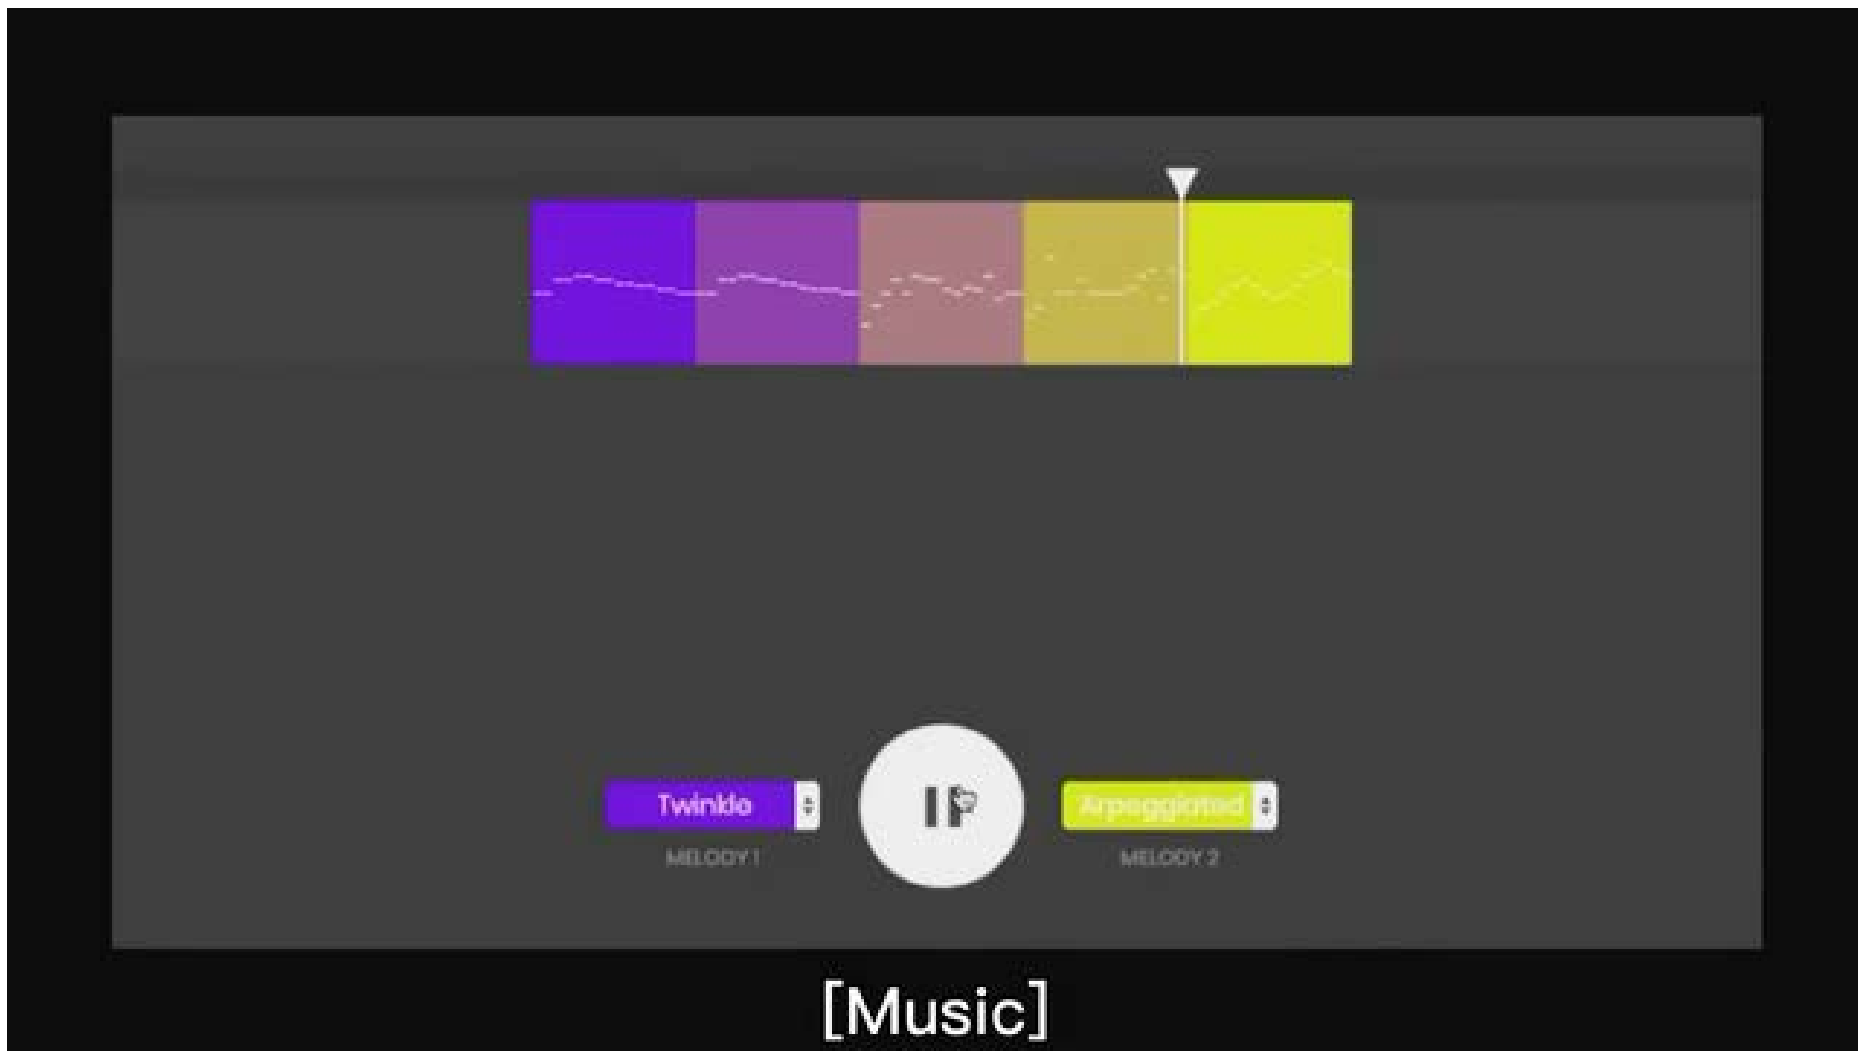 Twinkle
Arpeggiated
MELODY 1
MELODY 2
[Music]